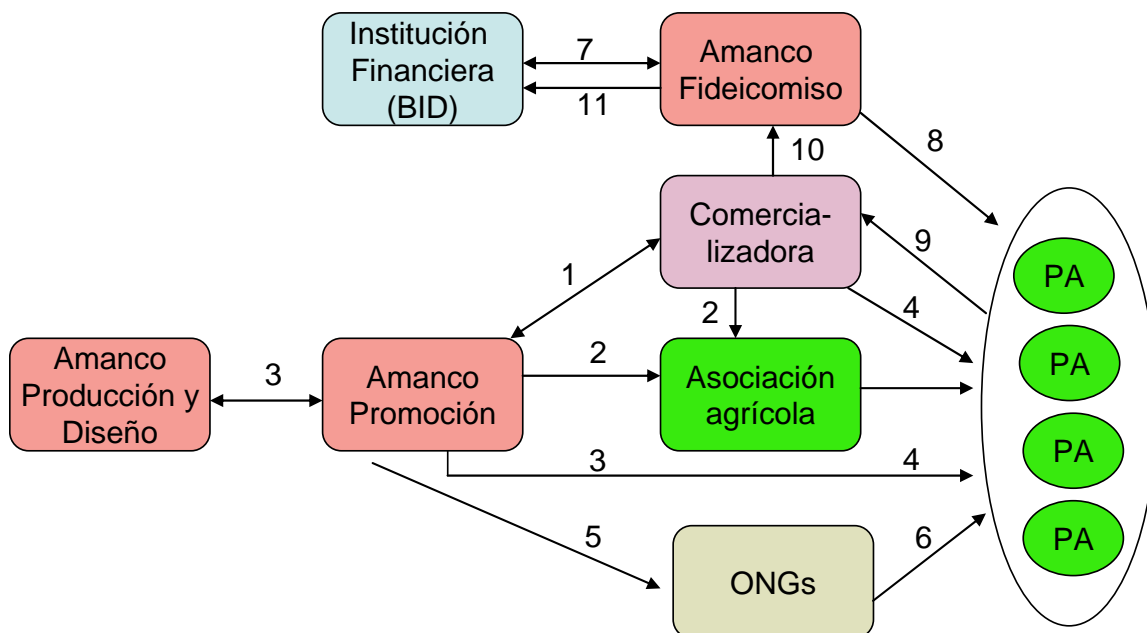 Institución
Financiera
(BID)
7
11
Amanco
Fideicomiso
8
10
Comercia-
lizadora
9
1
2
4
PA
PA
PA
PA
Amanco
Producción y
Diseño
3
Amanco
Promoción
2
Asociación
agrícola
3
4
5
ONGs
6